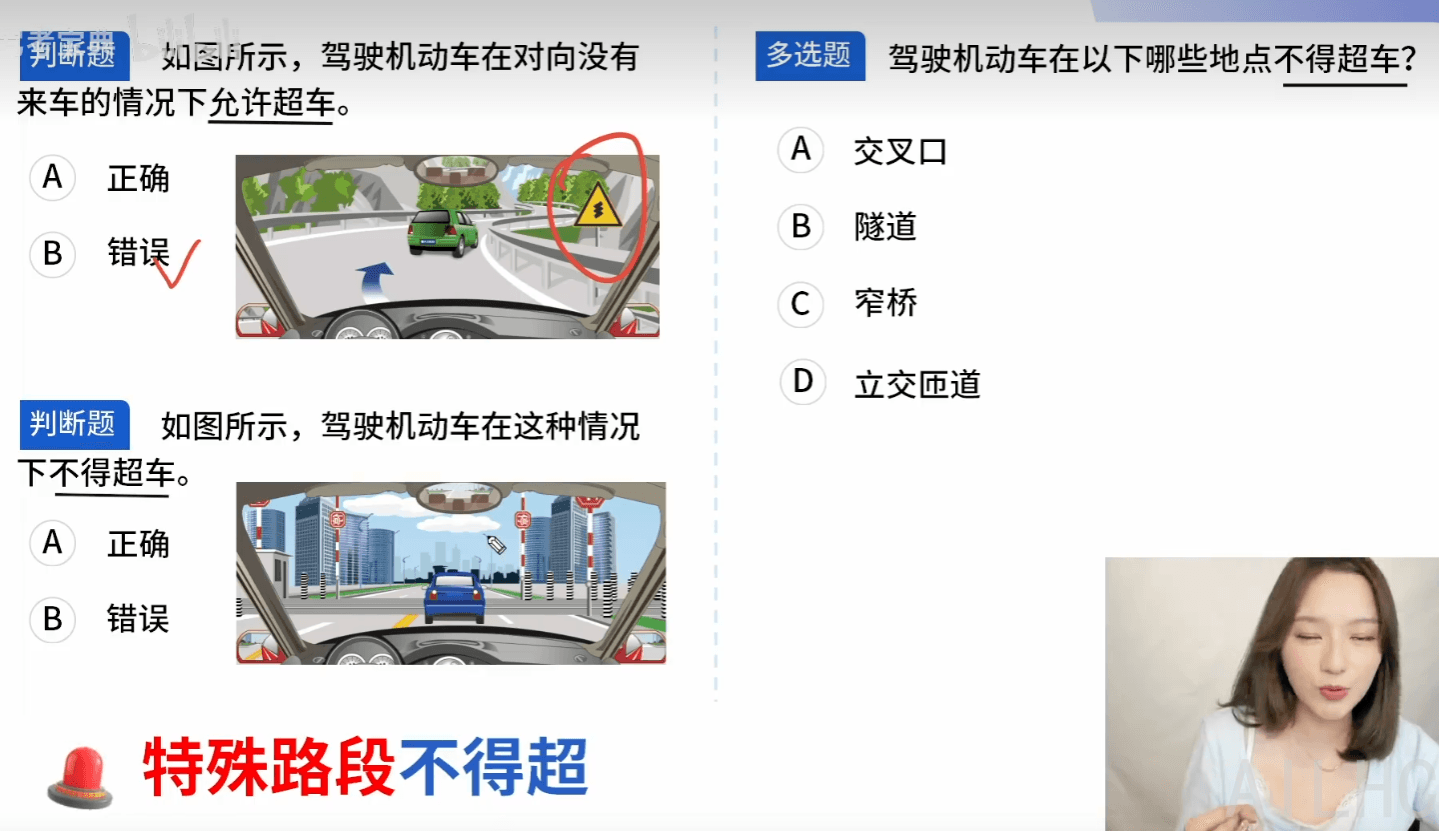 考宝典 bilibili
判断题 如图所示，驾驶机动车在对向没有
来车的情况下允许超车。
A 正确
B 错误
判断题 如图所示，驾驶机动车在这种情况
下不得超车。
A 正确
B 错误
特殊路段不得超
多选题 驾驶机动车在以下哪些地点不得超车？
A 交叉口
B 隧道
C 窄桥
D 立交匝道